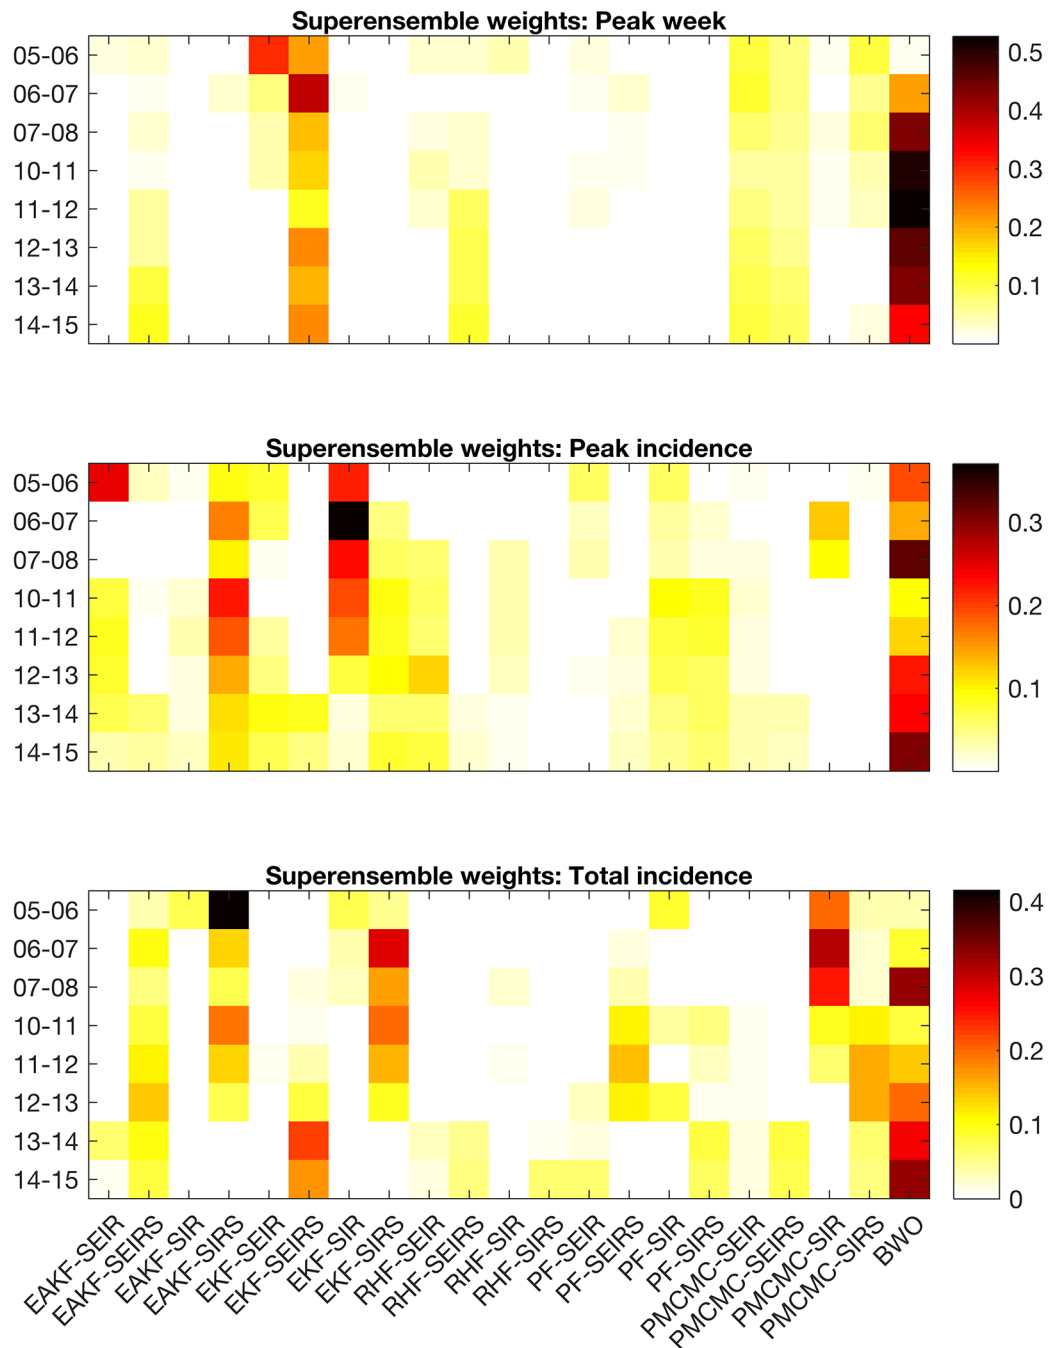 Superensemble weights: Peak week
05-06
06-07
07-08
10-11
11-12
12-13
13-14
14-15
0.5
0.4
0.3
0.2
0.1
Superensemble weights: Peak incidence
05-06
06-07
07-08
10-11
11-12
12-13
13-14
14-15
0.3
0.2
0.1
Superensemble weights: Total incidence
05-06
06-07
07-08
10-11
11-12
12-13
13-14
14-15
0.4
0.3
0.2
0.1
0
EAKF-SEIR
EAKF-SEIRS
EAKF-SIR
EAKF-SIRS
EKF-SEIR
EKF-SEIRS
EKF-SIR
EKF-SIRS
RHF-SEIR
RHF-SEIRS
RHF-SIR
RHF-SIRS
PF-SEIR
PF-SEIRS
PF-SIR
PF-SIRS
PMCMC-SEIR
PMCMC-SEIRS
PMCMC-SIR
PMCMC-SIRS
BWO